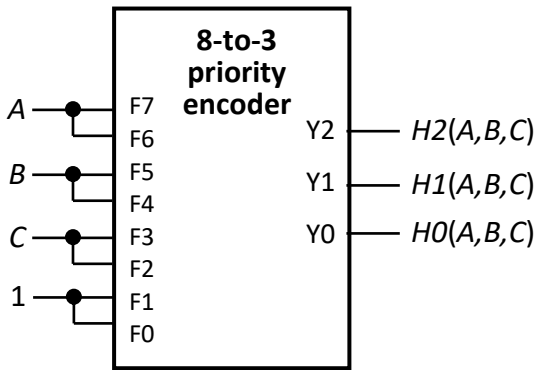 8-to-3
priority
encoder
A
F7
F6
B
F5
F4
C
F3
F2
1
F1
F0
Y2
H2(A,B,C)
Y1
H1(A,B,C)
Y0
H0(A,B,C)